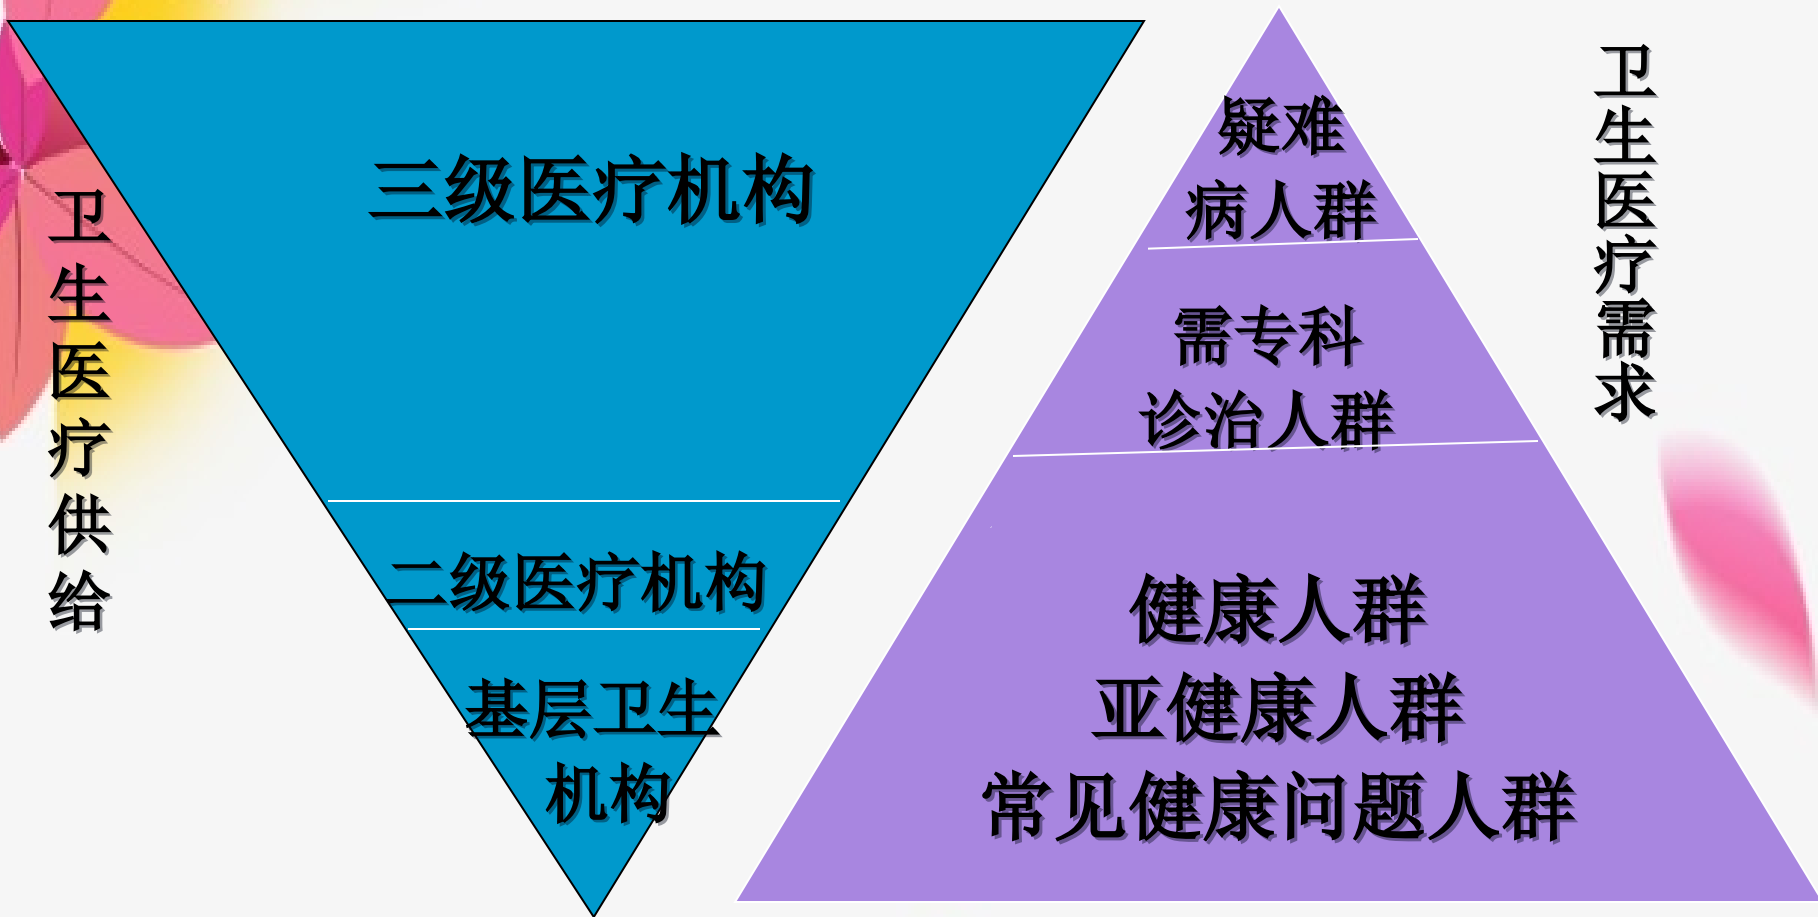 卫生医疗供给
三级医疗机构
二级医疗机构
基层卫生
机构
疑难
病人群
需专科
诊治人群
健康人群
亚健康人群
常见健康问题人群
卫生医疗需求